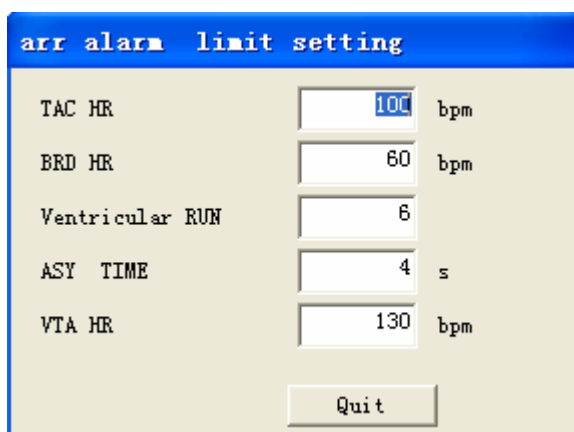 arr alarm limit setting
TAC HR 100 bpm
BRD HR 60 bpm
Ventricular RUN 6
ASY TIME 4 s
VTA HR 130 bpm
Quit